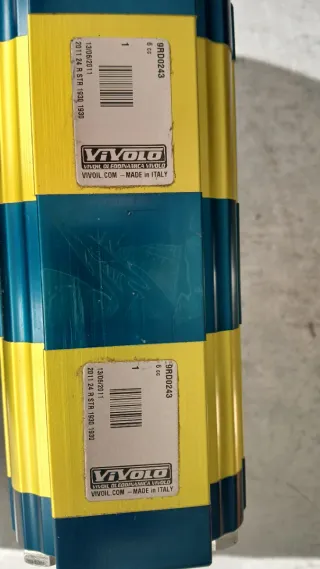 9RD0243
6 cc
1
13/06/2011
2011 24 R STR 1930 1930
ViVOLO
VIVOIL OLEODINAMICA VIVOLO
VIVOIL.COM - MADE in ITALY
9RD0243
6 cc
1
13/06/2011
2011 24 R STR 1930 1930
ViVOLO
VIVOIL OLEODINAMICA VIVOLO
VIVOIL.COM - MADE in ITALY